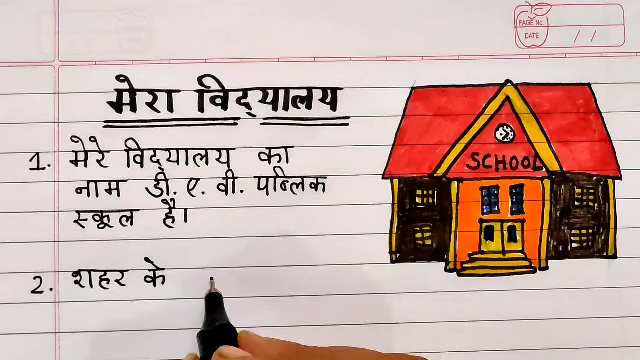 PAGE No.
DATE / /
मेरा विद्यालय
1. मेरे विद्यालय का
नाम डी. ए. वी. पब्लिक
स्कूल है।
SCHOOL
2. शहर के